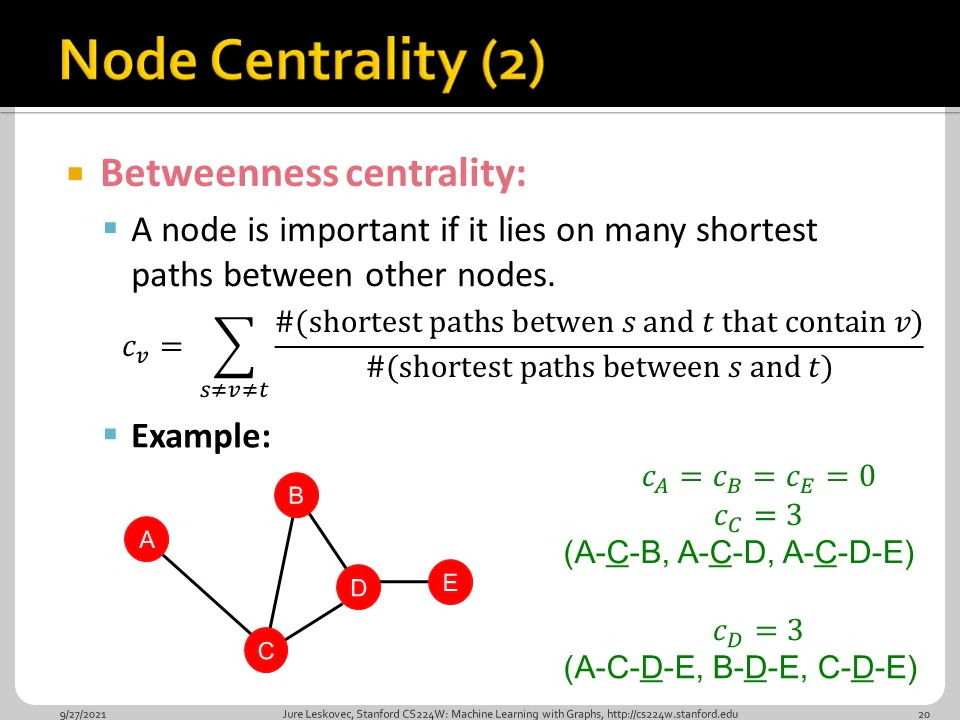 Node Centrality (2)
Betweenness centrality:
A node is important if it lies on many shortest
paths between other nodes.
#(shortest paths betwen s and t that contain v)
c_v = ∑
s≠v≠t
#(shortest paths between s and t)
Example:
c_A = c_B = c_E = 0
c_C = 3
(A-C-B, A-C-D, A-C-D-E)
c_D = 3
(A-C-D-E, B-D-E, C-D-E)
B
A
D
E
C
9/27/2021
Jure Leskovec, Stanford CS224W: Machine Learning with Graphs, http://cs224w.stanford.edu
20